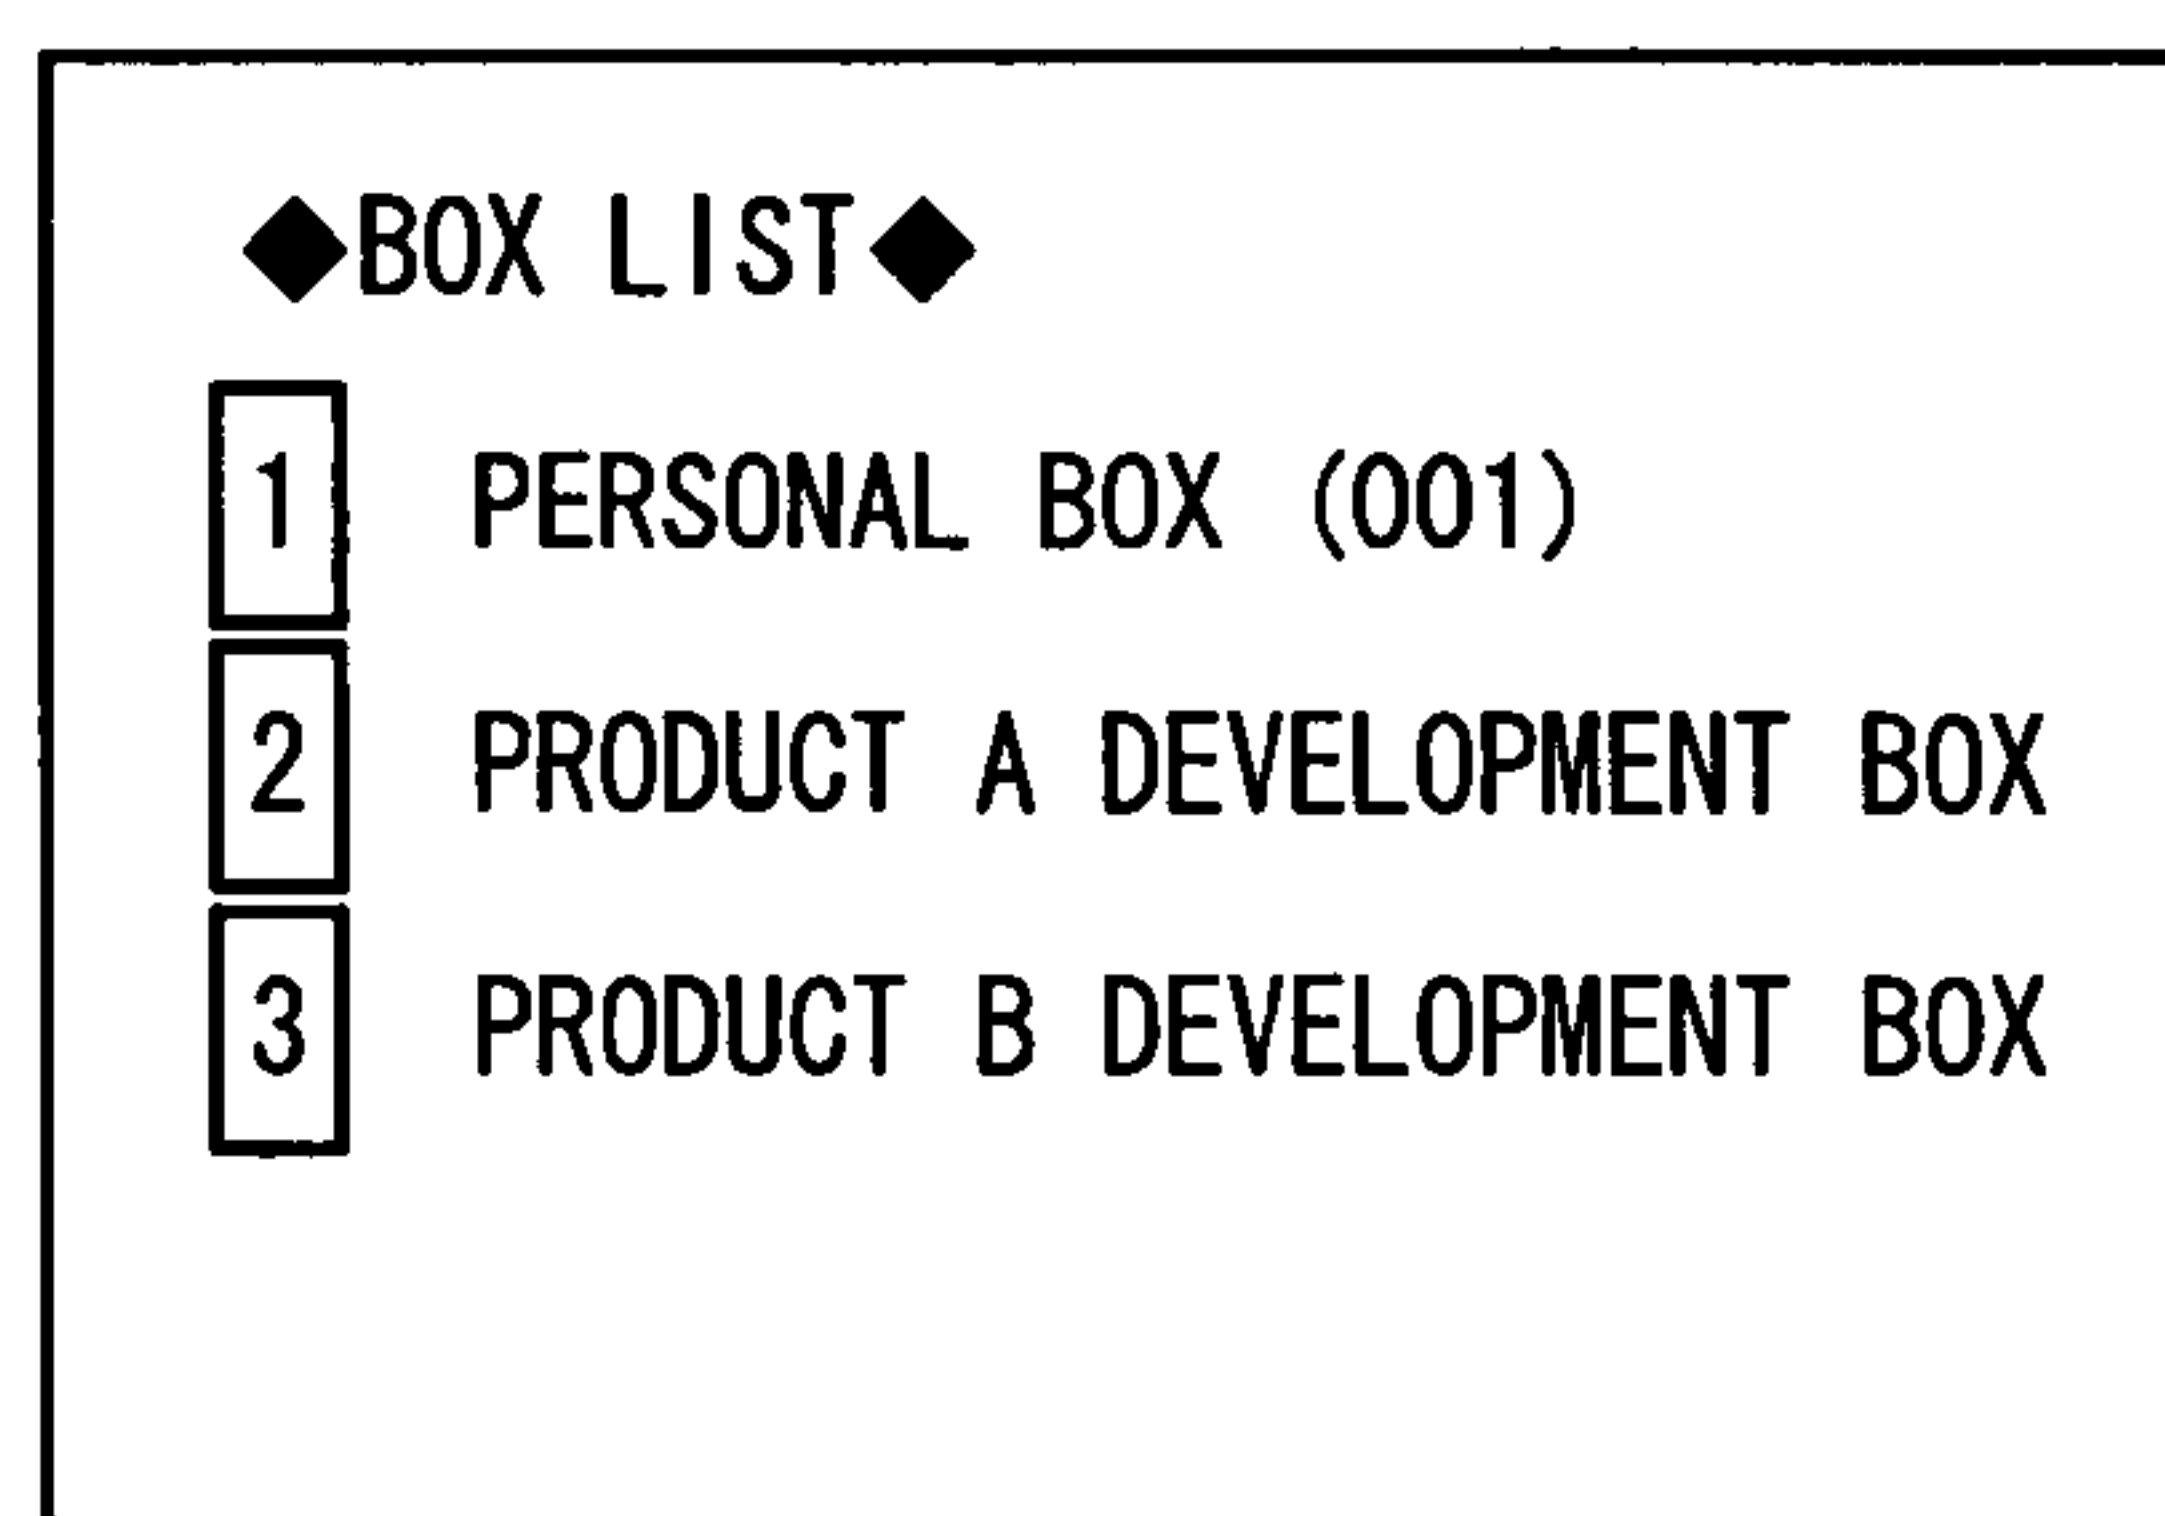 ◆BOX LIST◆
1 PERSONAL BOX (001)
2 PRODUCT A DEVELOPMENT BOX
3 PRODUCT B DEVELOPMENT BOX